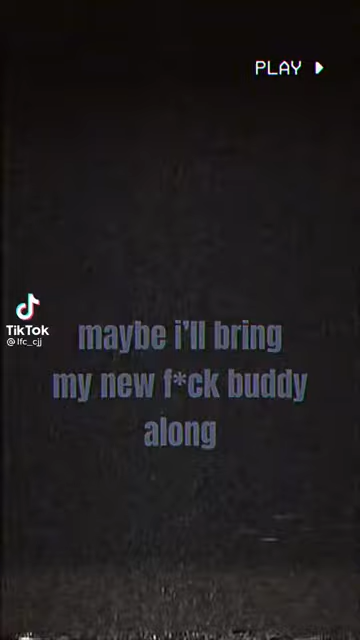 PLAY
TikTok
@lfc_cjj
maybe i'll bring
my new f*ck buddy
along